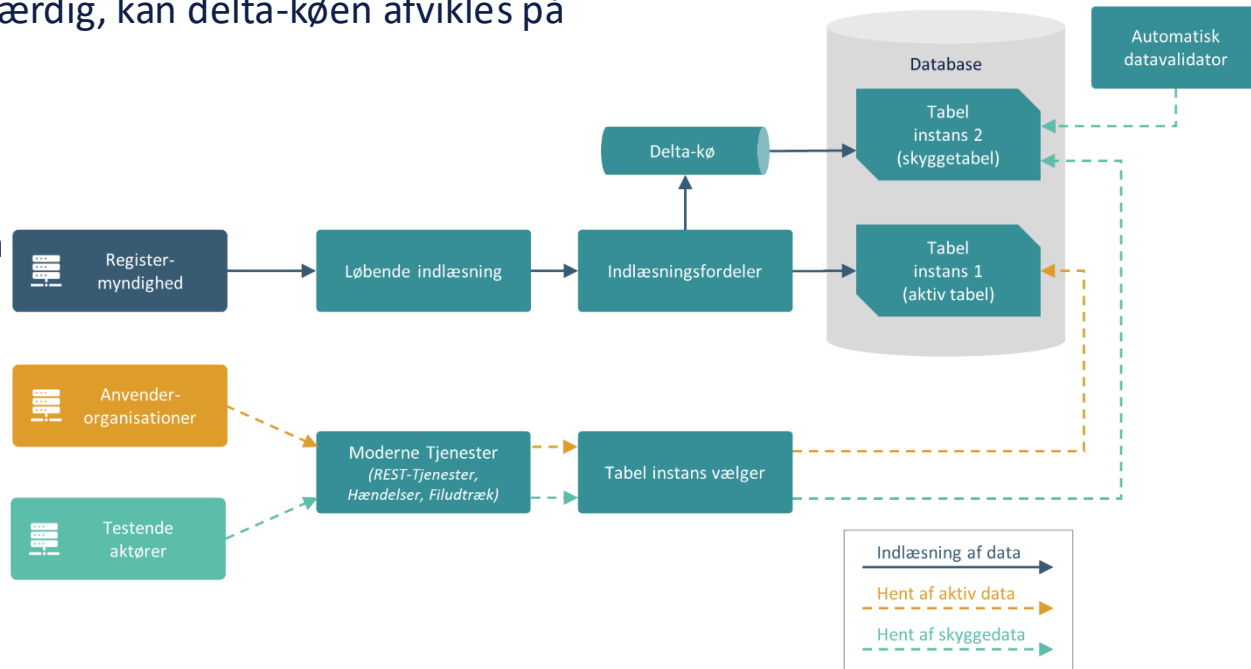 ærdig, kan delta-køen afvikles på
Automatisk
datavalidator
Database
Tabel
instans 2
(skyggetabel)
Delta-kø
Register-
myndighed
Løbende indlæsning
Indlæsningsfordeler
Tabel
instans 1
(aktiv tabel)
Anvender-
organisationer
Moderne Tjenester
(REST-Tjenester,
Hændelser, Filudtræk)
Tabel instans vælger
Testende
aktører
Indlæsning af data
Hent af aktiv data
Hent af skyggedata